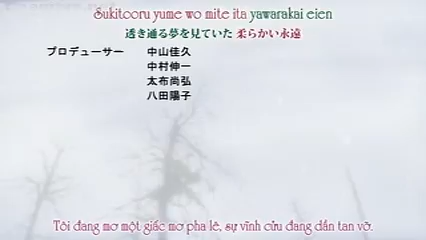 Sukitooru yume wo mite ita yawarakai eien
透き通る夢を見ていた 柔らかい永遠
プロデューサー 中山佳久
中村伸一
太布尚弘
八田陽子
Tôi đang mơ một giấc mơ pha lê, sự vĩnh cửu đang dần tan vỡ.